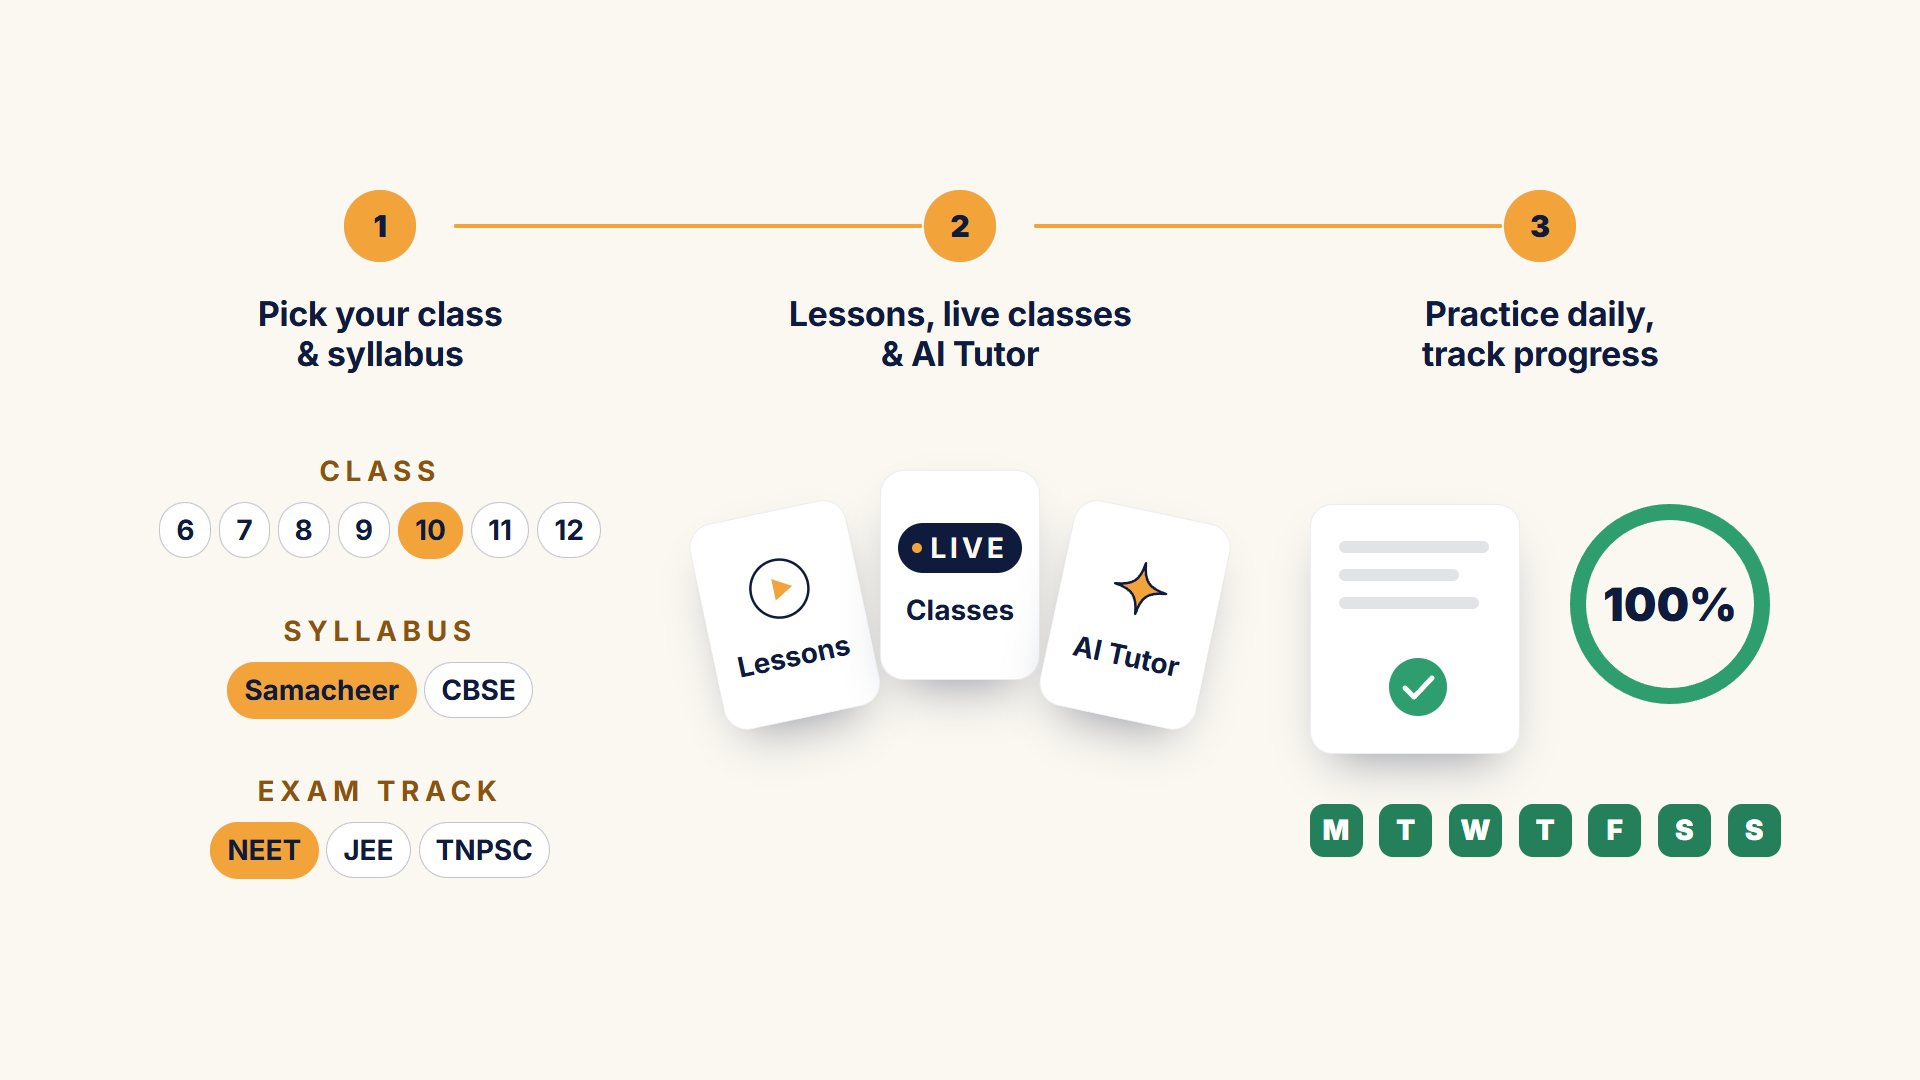 1
2
3
Pick your class
& syllabus
Lessons, live classes
& AI Tutor
Practice daily,
track progress
CLASS
6 7 8 9 10 11 12
SYLLABUS
Samacheer CBSE
EXAM TRACK
NEET JEE TNPSC
Lessons
LIVE
Classes
AI Tutor
100%
M T W T F S S